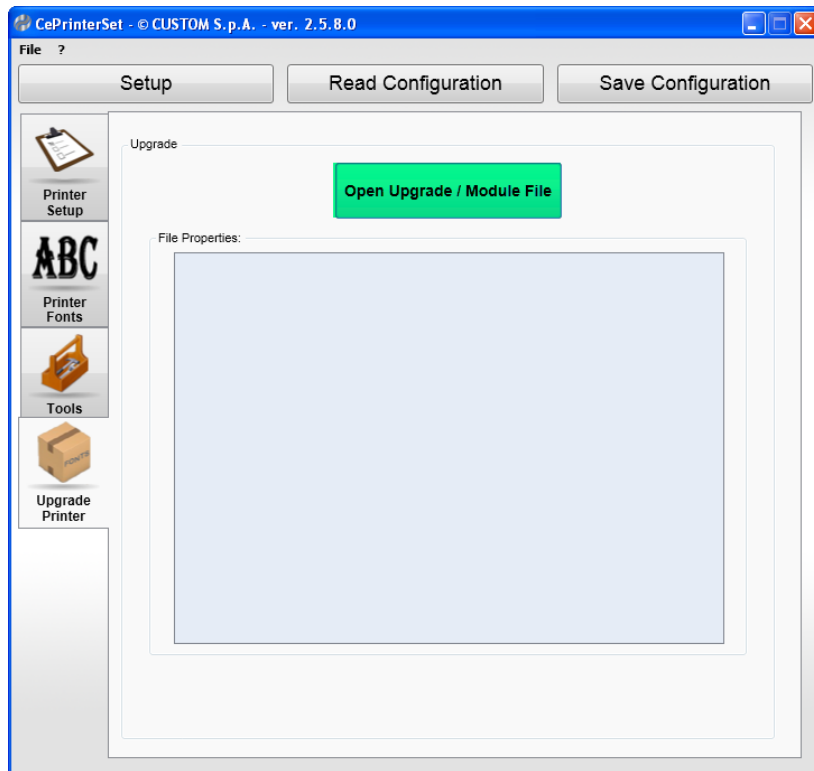 CePrinterSet - © CUSTOM S.p.A. - ver. 2.5.8.0
File ?
Setup Read Configuration Save Configuration
Upgrade
Open Upgrade / Module File
File Properties:
Printer
Setup
ABC
Printer
Fonts
Tools
FONTS
Upgrade
Printer